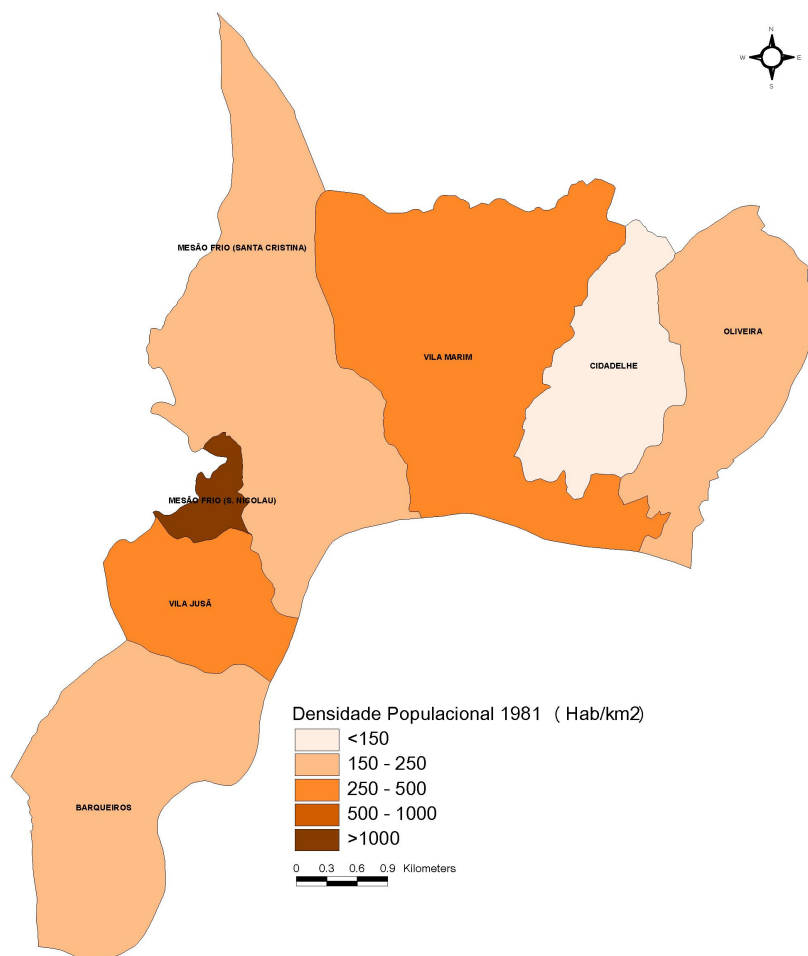 N
W E
S
MESÃO FRIO (SANTA CRISTINA)
OLIVEIRA
VILA MARIM
CIDADELHE
MESÃO FRIO (S. NICOLAU)
VILA JUSÃ
BARQUEIROS
Densidade Populacional 1981 ( Hab/km2)
<150
150 - 250
250 - 500
500 - 1000
>1000
0 0.3 0.6 0.9 Kilometers